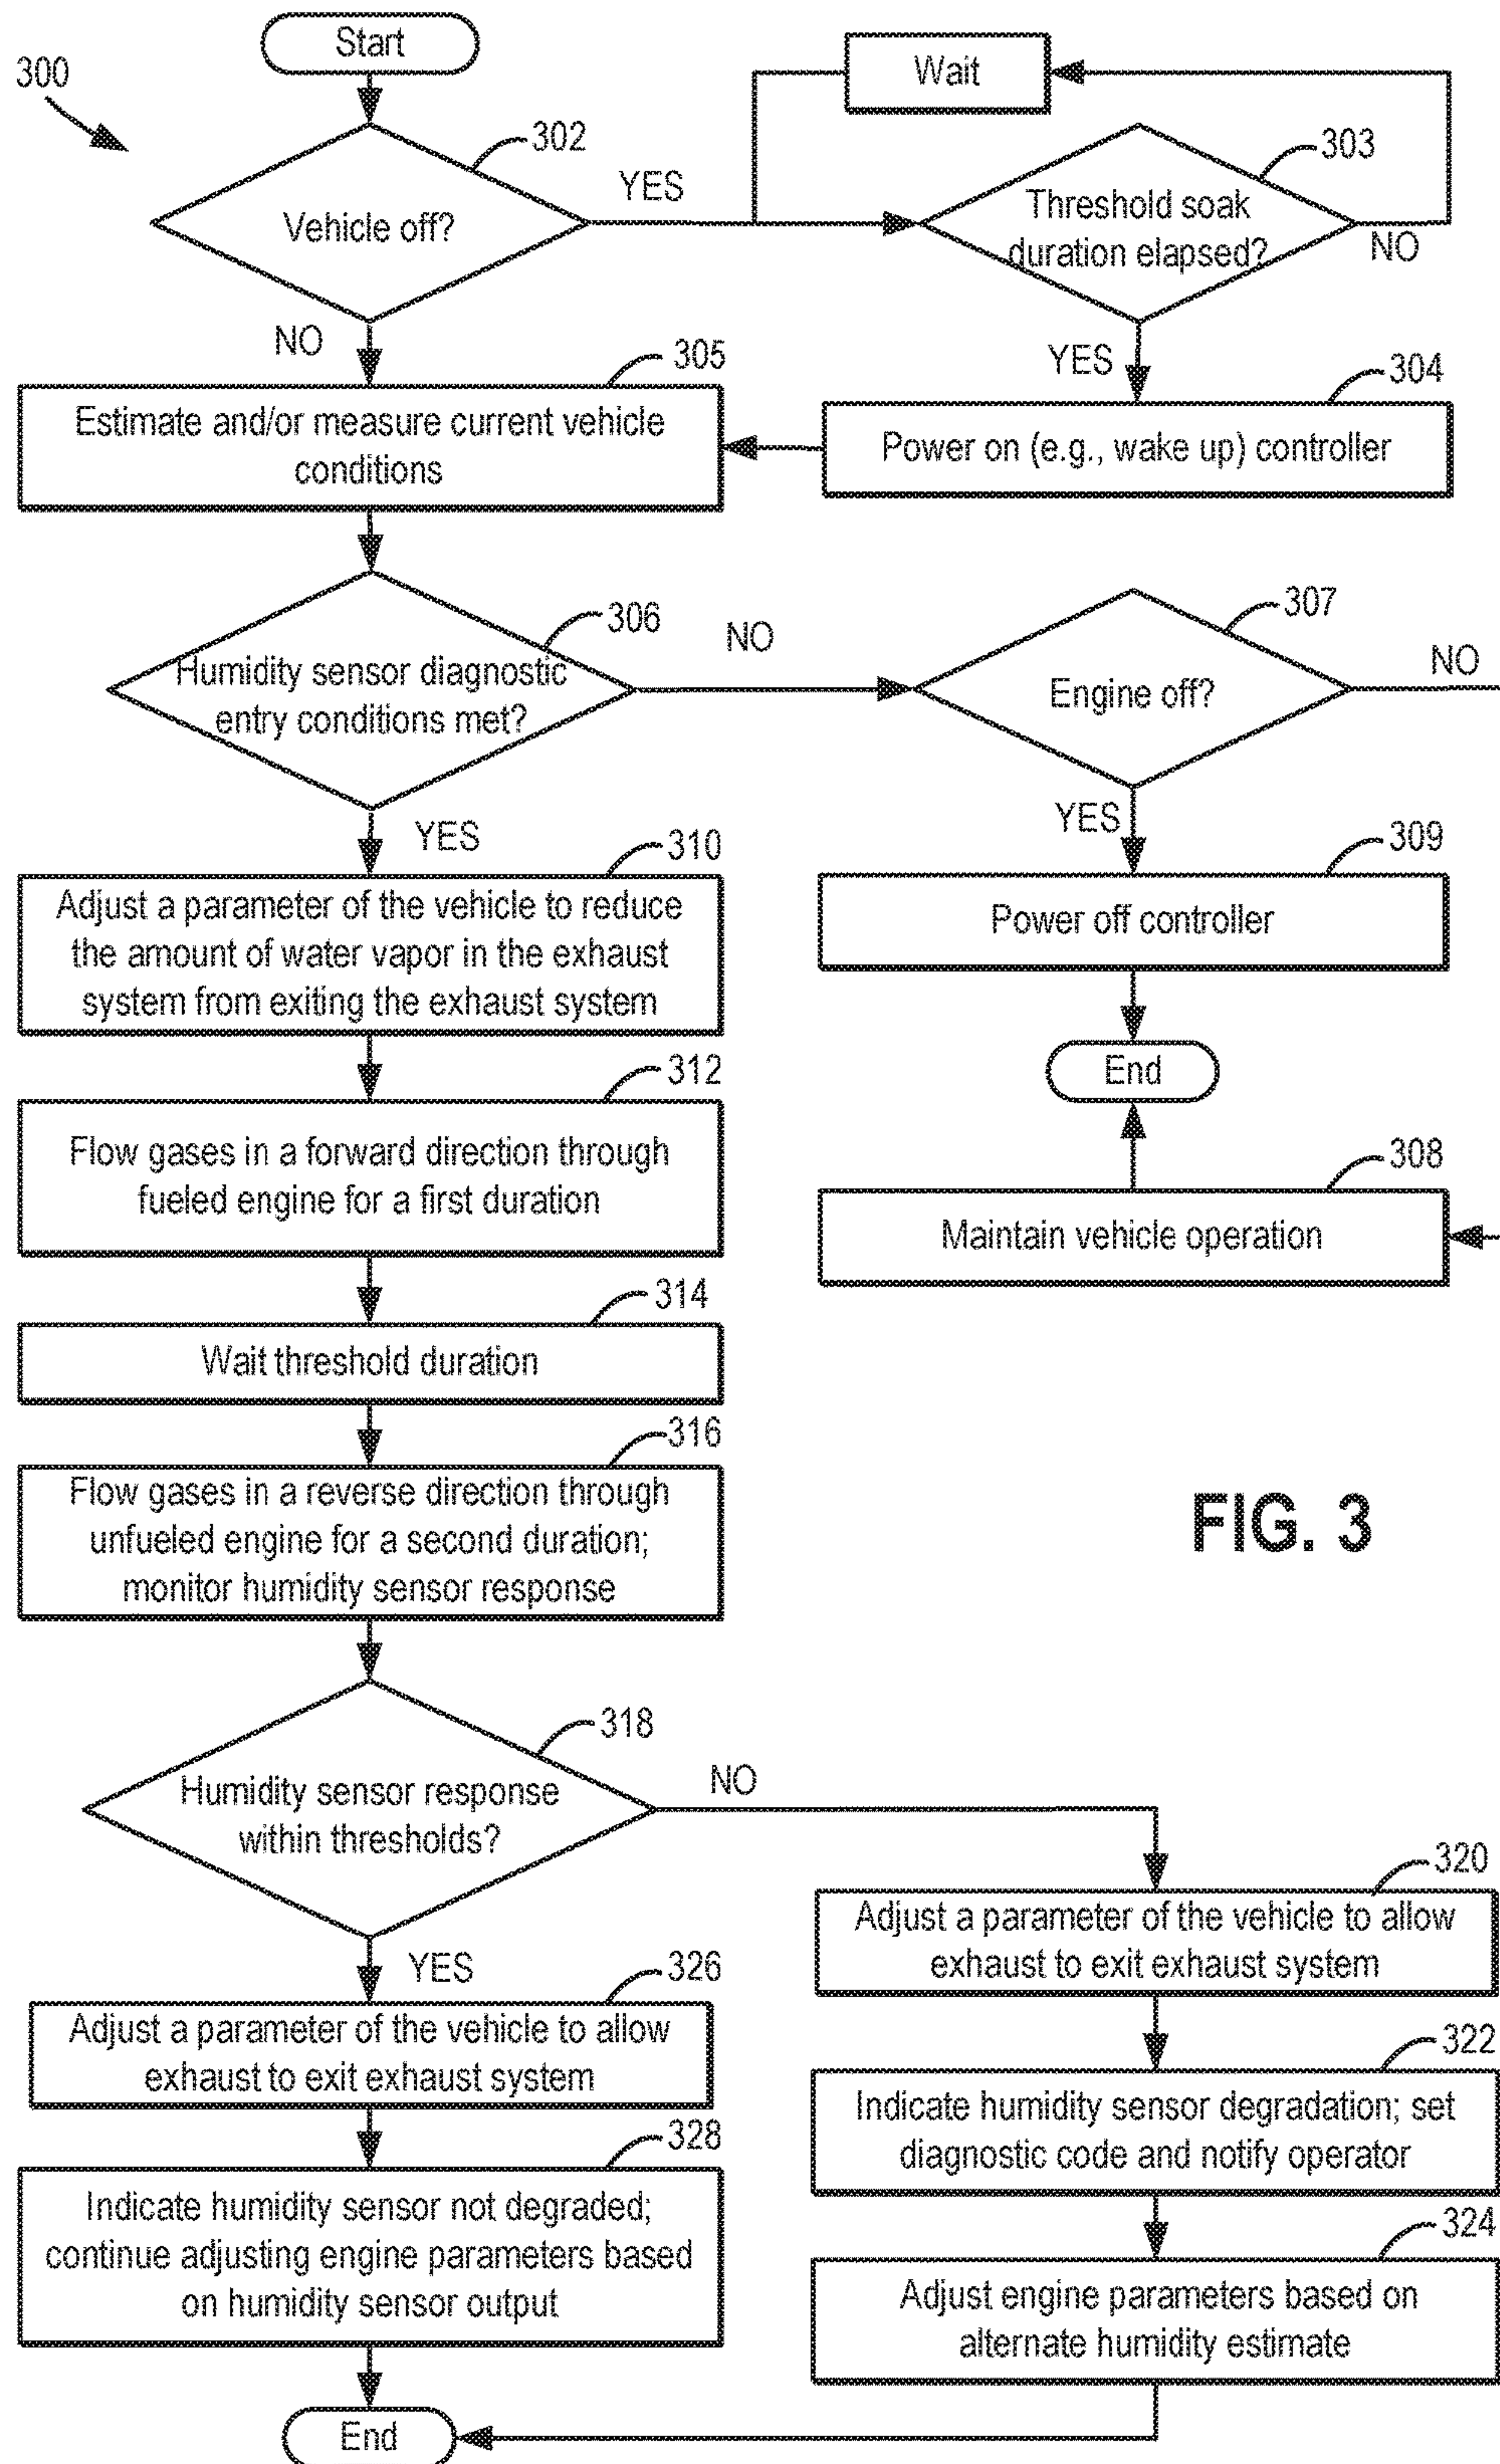 Start
300
Wait
302
303
YES
Vehicle off?
Threshold soak
duration elapsed?
NO
NO
YES
305
304
Estimate and/or measure current vehicle
conditions
Power on (e.g., wake up) controller
306
307
NO
NO
Humidity sensor diagnostic
entry conditions met?
Engine off?
YES
YES
310
309
Adjust a parameter of the vehicle to reduce
the amount of water vapor in the exhaust
system from exiting the exhaust system
Power off controller
End
312
Flow gases in a forward direction through
fueled engine for a first duration
308
Maintain vehicle operation
314
Wait threshold duration
316
Flow gases in a reverse direction through
unfueled engine for a second duration;
monitor humidity sensor response
FIG. 3
318
NO
Humidity sensor response
within thresholds?
320
Adjust a parameter of the vehicle to allow
exhaust to exit exhaust system
YES
326
Adjust a parameter of the vehicle to allow
exhaust to exit exhaust system
322
Indicate humidity sensor degradation; set
diagnostic code and notify operator
328
Indicate humidity sensor not degraded;
continue adjusting engine parameters based
on humidity sensor output
324
Adjust engine parameters based on
alternate humidity estimate
End